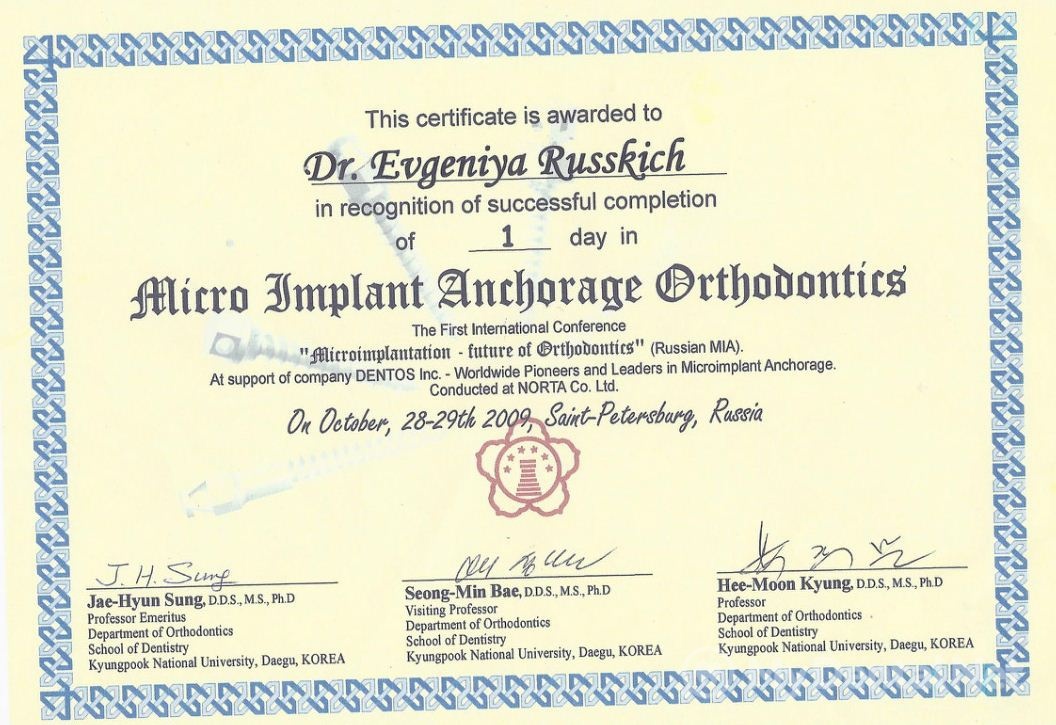 This certificate is awarded to
Dr. Evgeniya Russkich
in recognition of successful completion
of 1 day in
Micro Implant Anchorage Orthodontics
The First International Conference
"Microimplantation - future of Orthodontics" (Russian MIA).
At support of company DENTOS Inc. - Worldwide Pioneers and Leaders in Microimplant Anchorage.
Conducted at NORTA Co. Ltd.
On October, 28-29th 2009, Saint-Petersburg, Russia
J. H. Sung
Jae-Hyun Sung, D.D.S., M.S., Ph.D
Professor Emeritus
Department of Orthodontics
School of Dentistry
Kyungpook National University, Daegu, KOREA
Seong-Min Bae, D.D.S., M.S., Ph.D
Visiting Professor
Department of Orthodontics
School of Dentistry
Kyungpook National University, Daegu, KOREA
Hee-Moon Kyung, D.D.S., M.S., Ph.D
Professor
Department of Orthodontics
School of Dentistry
Kyungpook National University, Daegu, KOREA